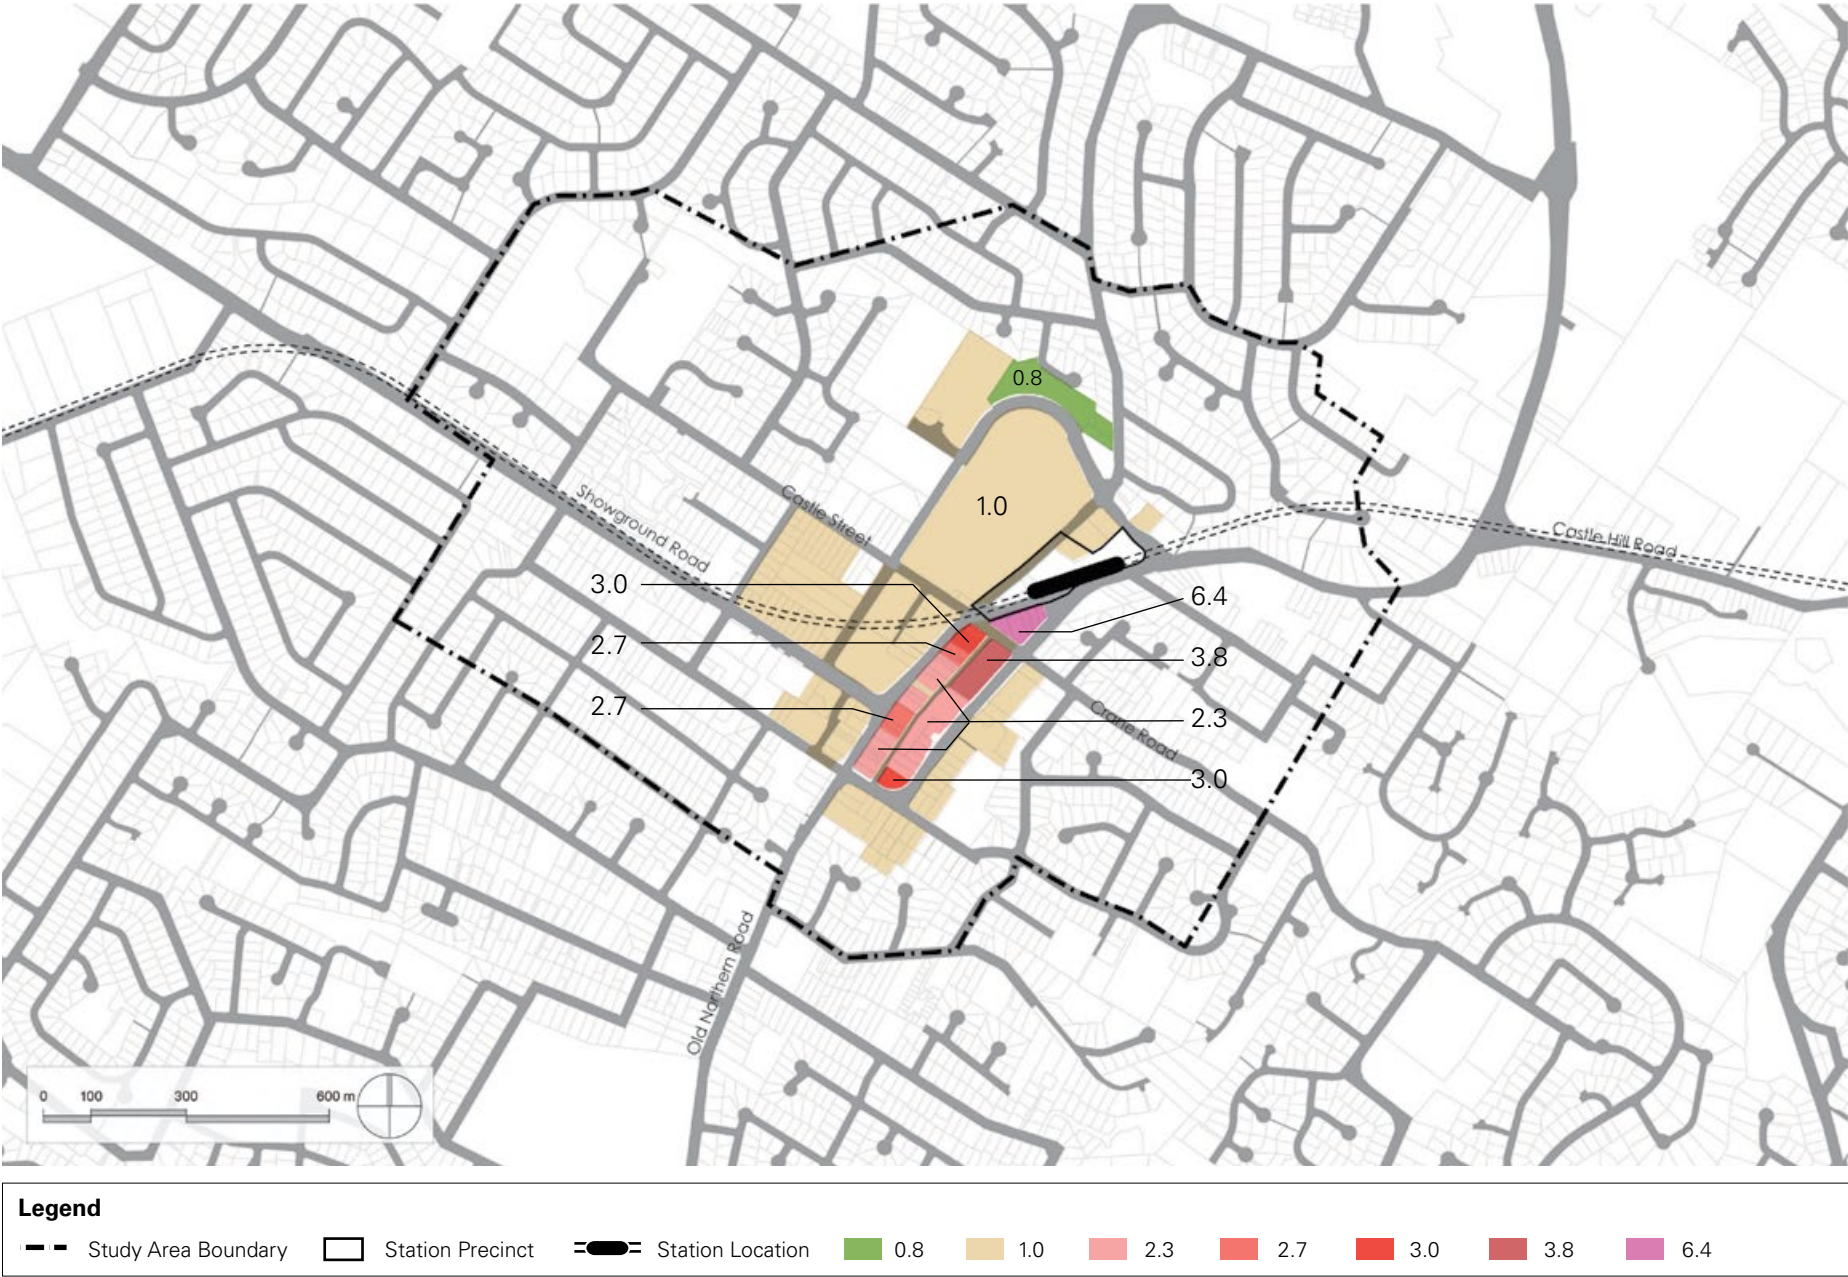 0.8
1.0
Castle Street
Showground Road
Castle Hill Road
3.0
6.4
2.7
3.8
2.7
2.3
Crane Road
3.0
Old Northern Road
0 100 300 600 m
Legend
Study Area Boundary Station Precinct Station Location 0.8 1.0 2.3 2.7 3.0 3.8 6.4